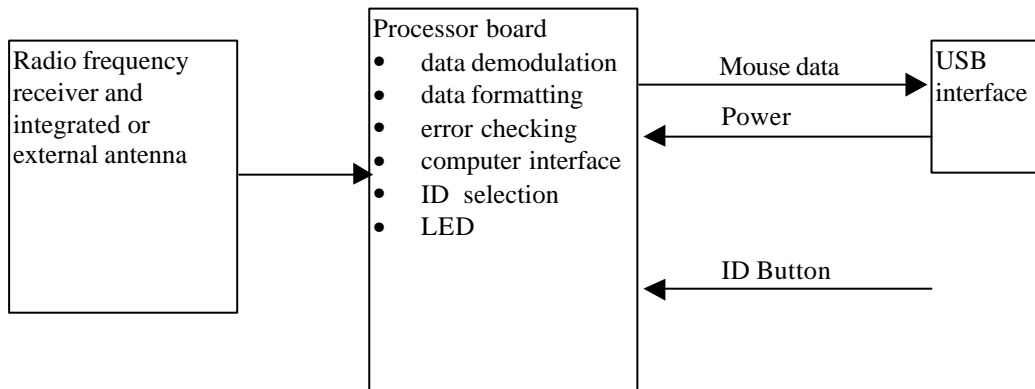 Radio frequency
receiver and
integrated or
external antenna
Processor board
• data demodulation
• data formatting
• error checking
• computer interface
• ID selection
• LED
Mouse data
Power
ID Button
USB
interface